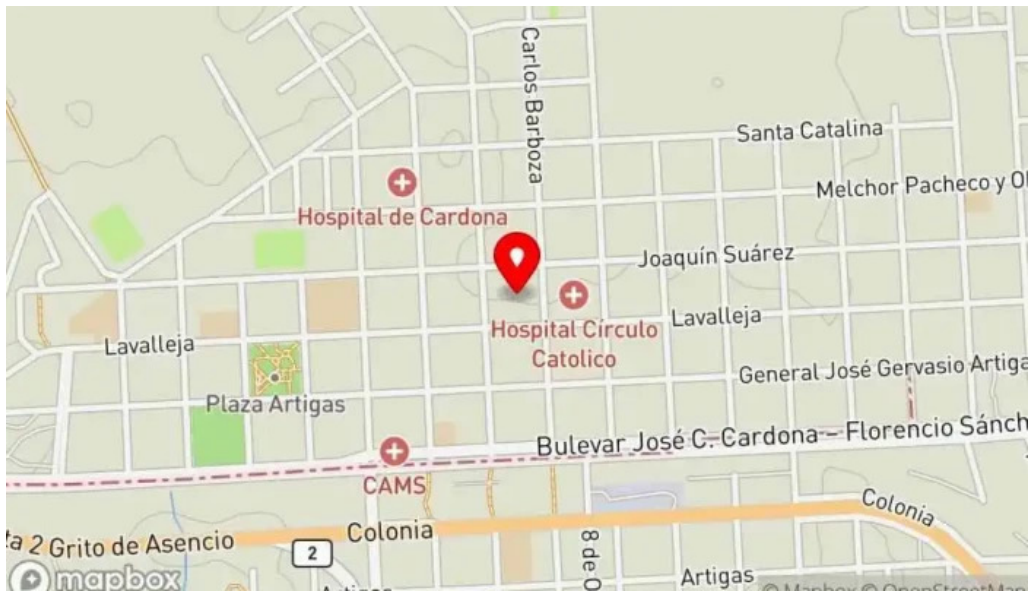 Carlos Barboza
Santa Catalina
Melchor Pacheco y O
Hospital de Cardona
Joaquín Suárez
Hospital Círculo
Catolico
Lavalleja
Lavalleja
General José Gervasio Artiga
Plaza Artigas
Bulevar José C. Cardona – Florencio Sánch
CAMS
Colonia
ta 2 Grito de Asencio
Colonia
2
8 de O
Artigas
Artigas
mapbox
© Mapbox © OpenStreetMap